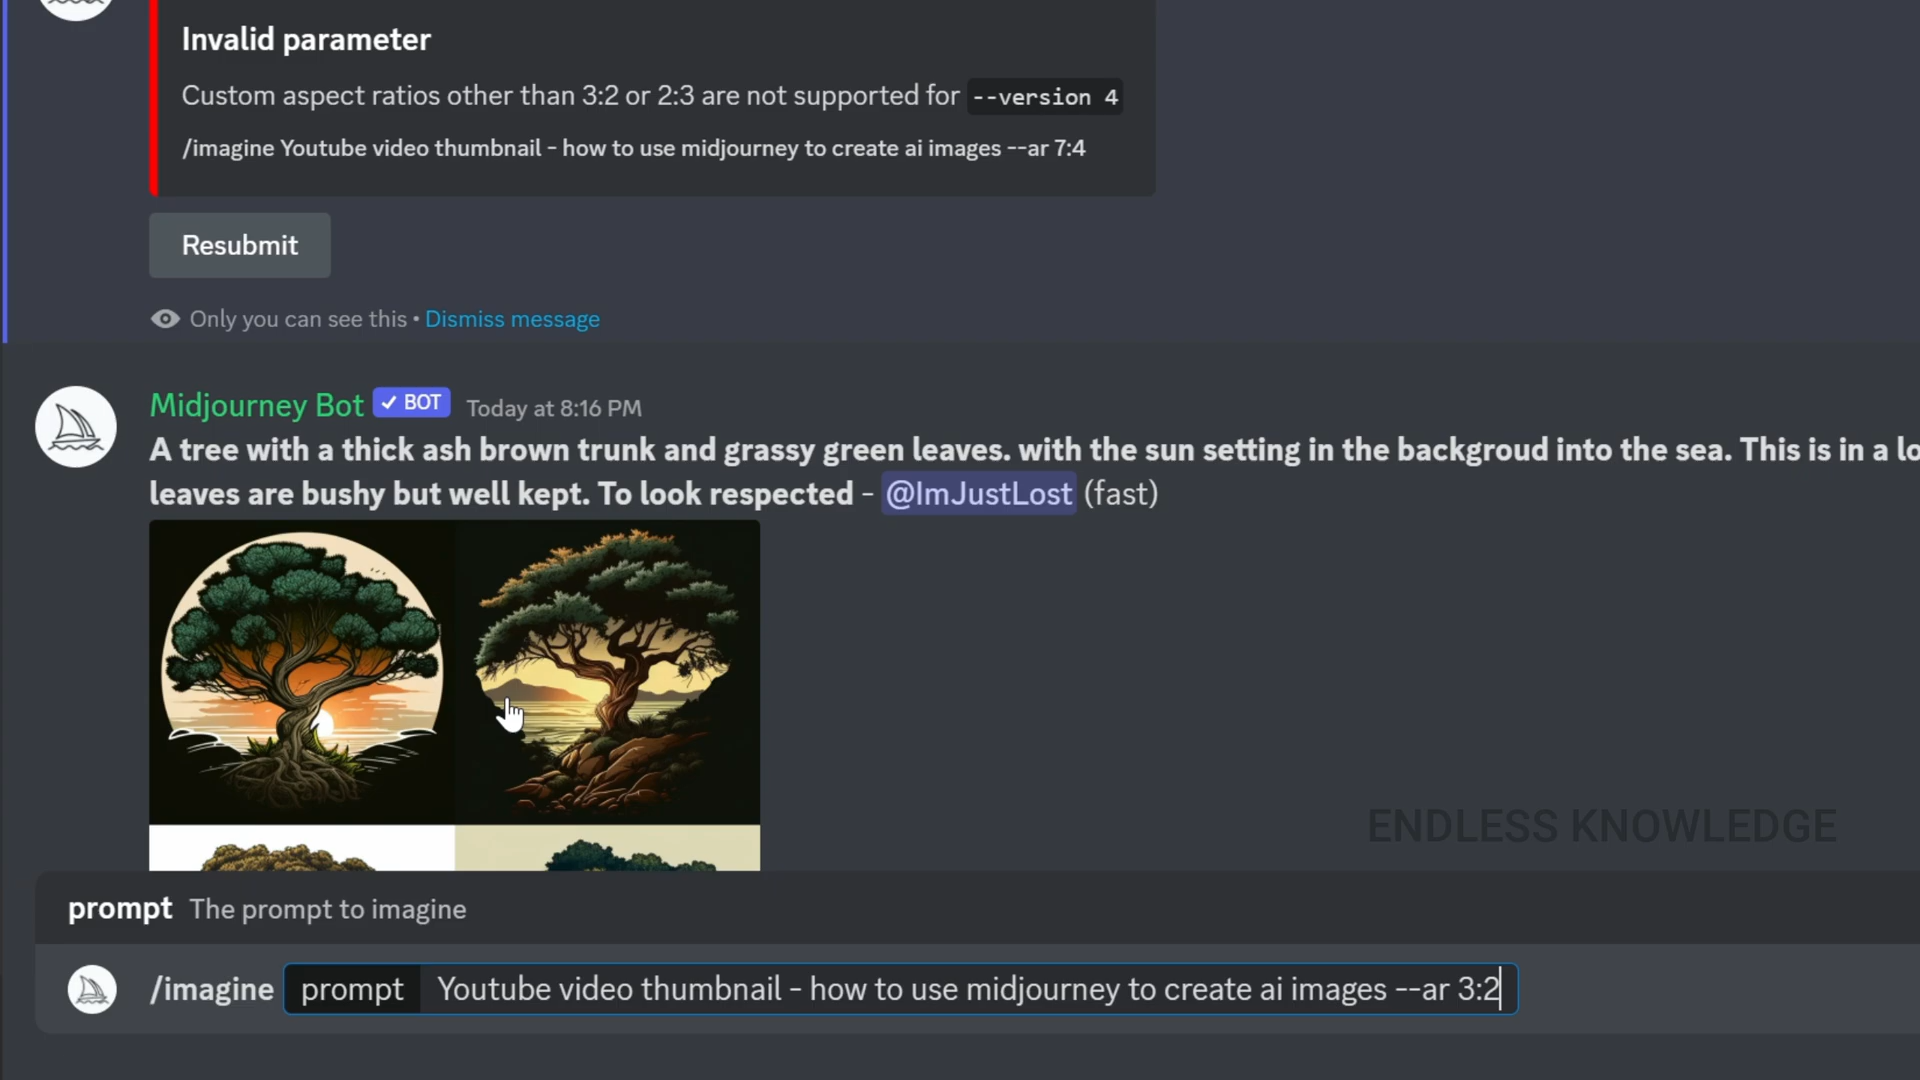 Invalid parameter
Custom aspect ratios other than 3:2 or 2:3 are not supported for --version 4
/imagine Youtube video thumbnail - how to use midjourney to create ai images --ar 7:4
Resubmit
Only you can see this • Dismiss message
Midjourney Bot ✓ BOT Today at 8:16 PM
A tree with a thick ash brown trunk and grassy green leaves. with the sun setting in the backgroud into the sea. This is in a
leaves are bushy but well kept. To look respected - @ImJustLost (fast)
ENDLESS KNOWLEDGE
prompt The prompt to imagine
/imagine prompt Youtube video thumbnail - how to use midjourney to create ai images --ar 3:2